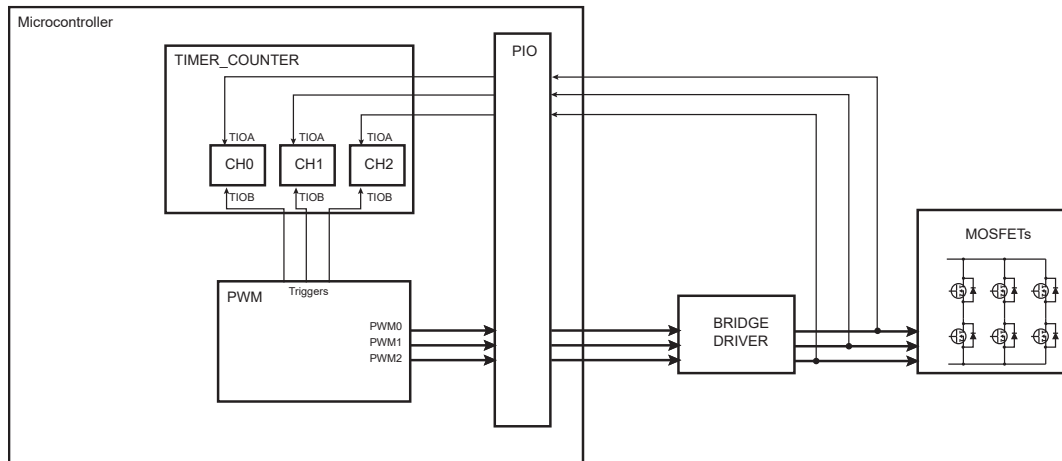 Microcontroller
PIO
TIMER_COUNTER
TIOA
TIOA
TIOA
CH0
CH1
CH2
TIOB
TIOB
TIOB
MOSFETs
Triggers
PWM
PWM0
PWM1
PWM2
BRIDGE
DRIVER